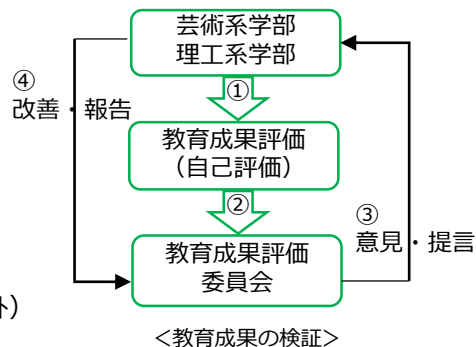 芸術系学部
理工系学部
①
④
改善・報告
教育成果評価
（自己評価）
②
③
意見・提言
教育成果評価
委員会
外）
＜教育成果の検証＞